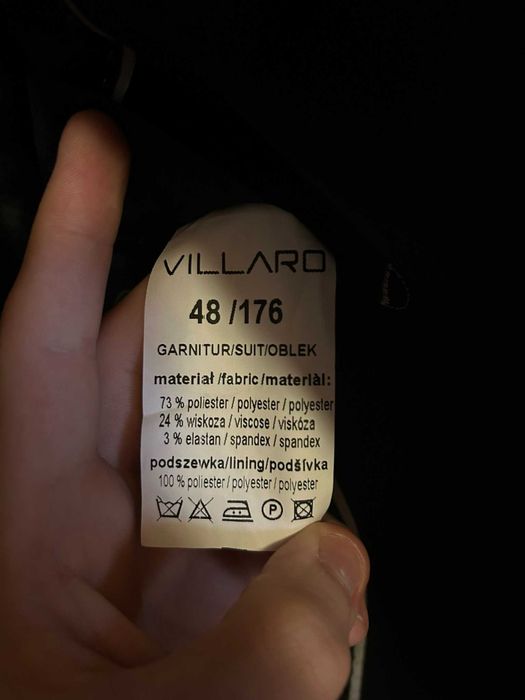 VILLARO
48 /176
GARNITUR/SUIT/OBLEK
materiał /fabric/materiàl:
73 % poliester / polyester / polyester
24 % wiskoza / viscose / viskóza
3 % elastan / spandex / spandex
podszewka/lining/podšívka
100 % poliester / polyester / polyester
P